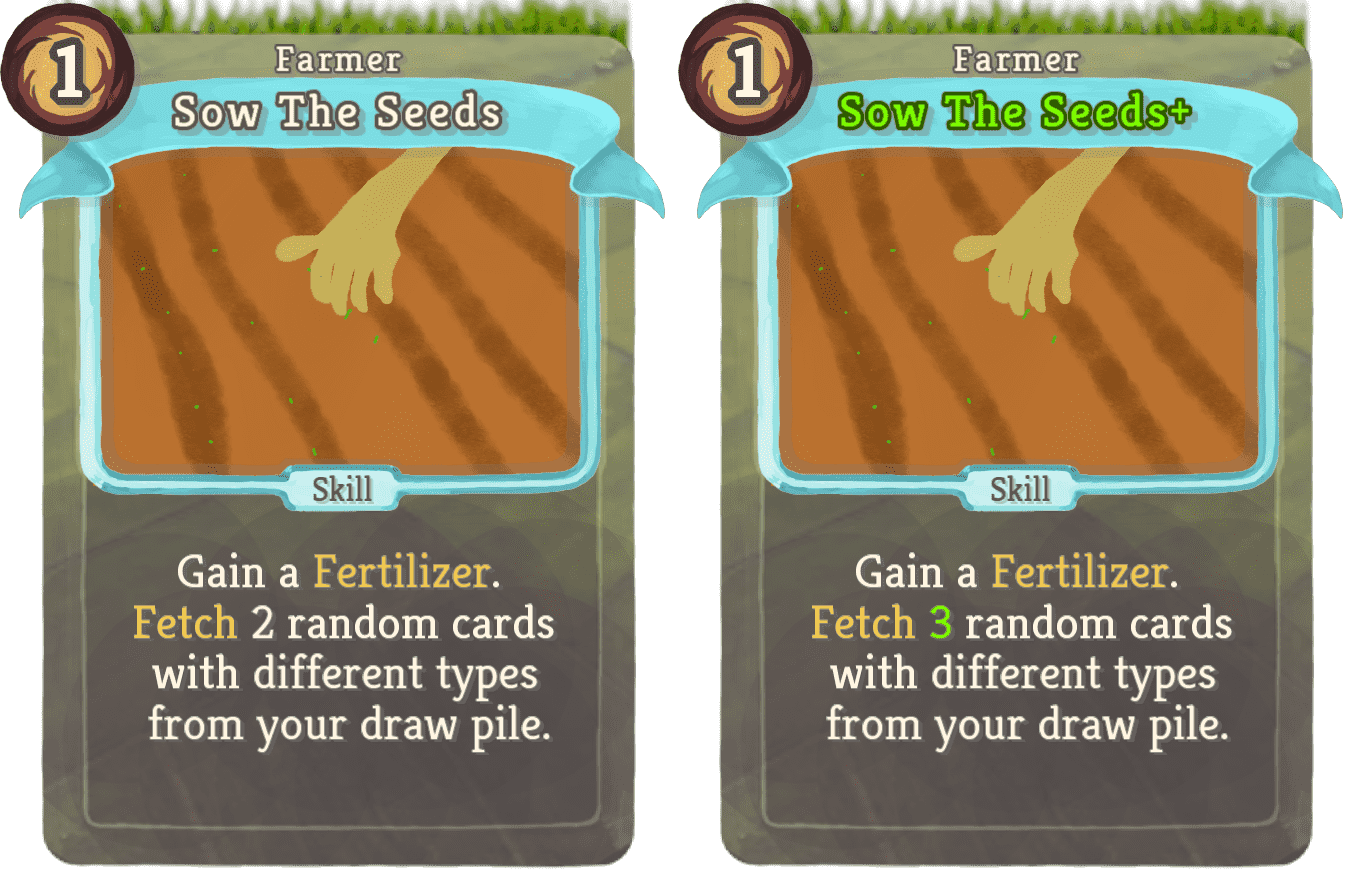 1
Farmer
Sow The Seeds
Skill
Gain a Fertilizer.
Fetch 2 random cards
with different types
from your draw pile.
1
Farmer
Sow The Seeds+
Skill
Gain a Fertilizer.
Fetch 3 random cards
with different types
from your draw pile.